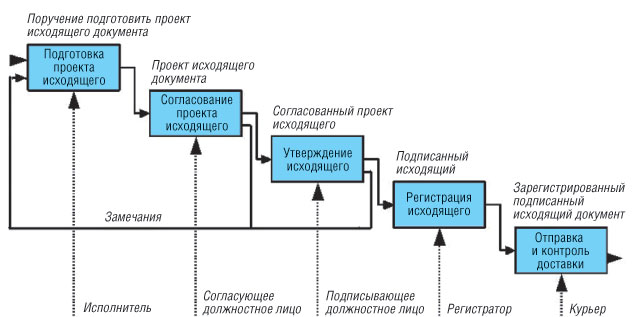 Поручение подготовить проект
исходящего документа
Подготовка
проекта
исходящего
Проект исходящего
документа
Согласование
проекта
исходящего
Согласованный проект
исходящего
Утверждение
исходящего
Подписанный
исходящий
Регистрация
исходящего
Зарегистрированный
подписанный
исходящий документ
Отправка
и контроль
доставки
Замечания
Исполнитель
Согласующее
должностное лицо
Подписывающее
должностное лицо
Регистратор
Курьер